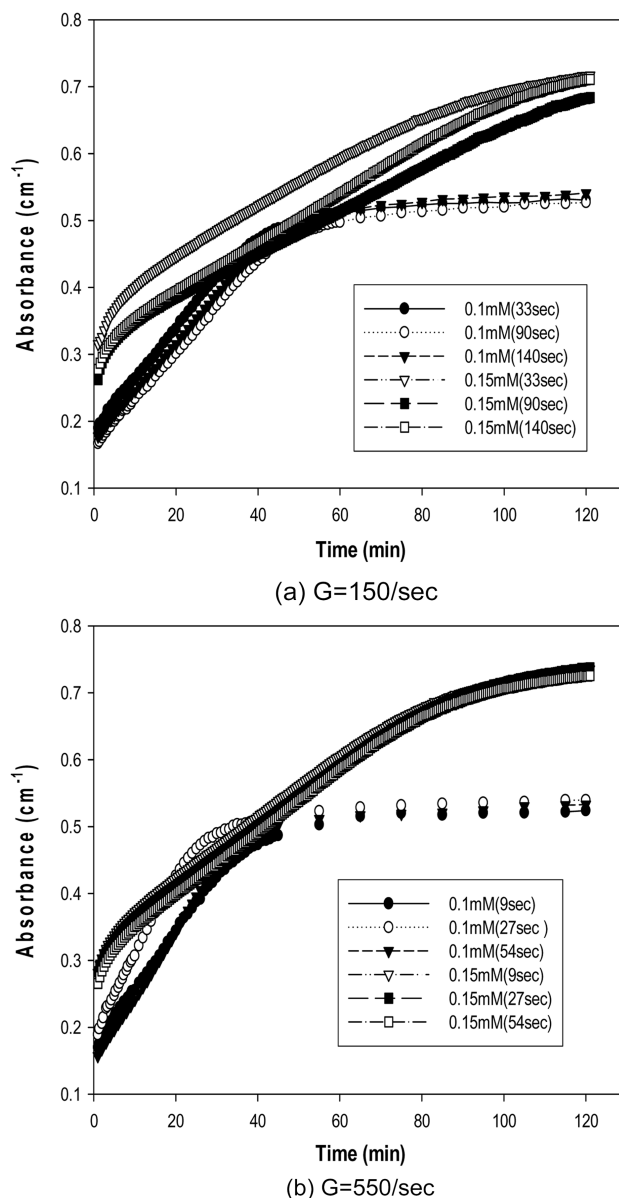 0.8
0.7
0.6
0.5
0.4
0.3
0.2
0.1
Absorbance (cm-1)
0.1mM(33sec)
0.1mM(90sec)
0.1mM(140sec)
0.15mM(33sec)
0.15mM(90sec)
0.15mM(140sec)
0 20 40 60 80 100 120
Time (min)
(a) G=150/sec
0.8
0.7
0.6
0.5
0.4
0.3
0.2
0.1
Absorbance (cm-1)
0.1mM(9sec)
0.1mM(27sec )
0.1mM(54sec)
0.15mM(9sec)
0.15mM(27sec)
0.15mM(54sec)
0 20 40 60 80 100 120
Time (min)
(b) G=550/sec